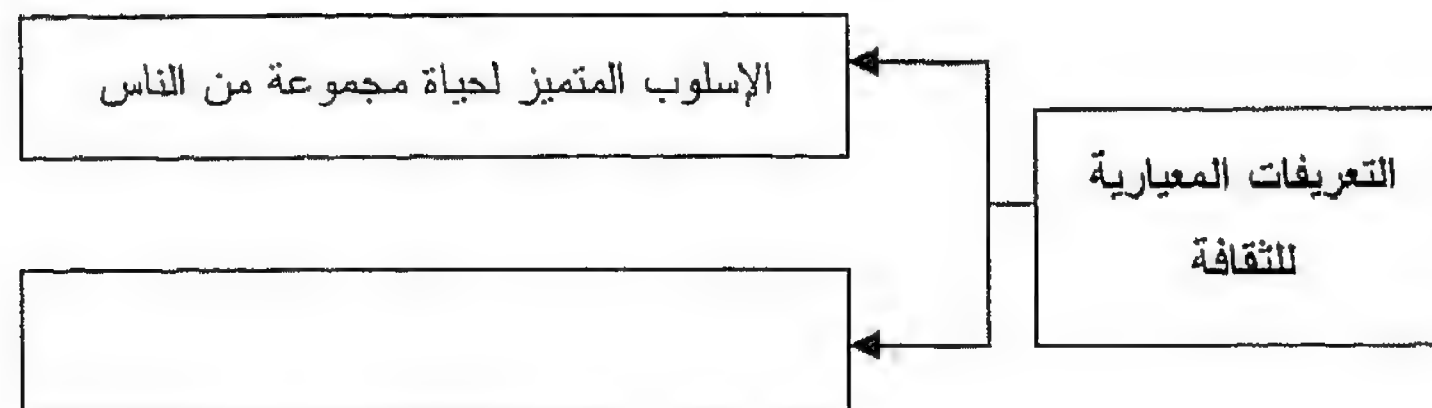 التعريفات المعيارية
للثقافة
الإسلوب المتميز لحياة مجموعة من الناس